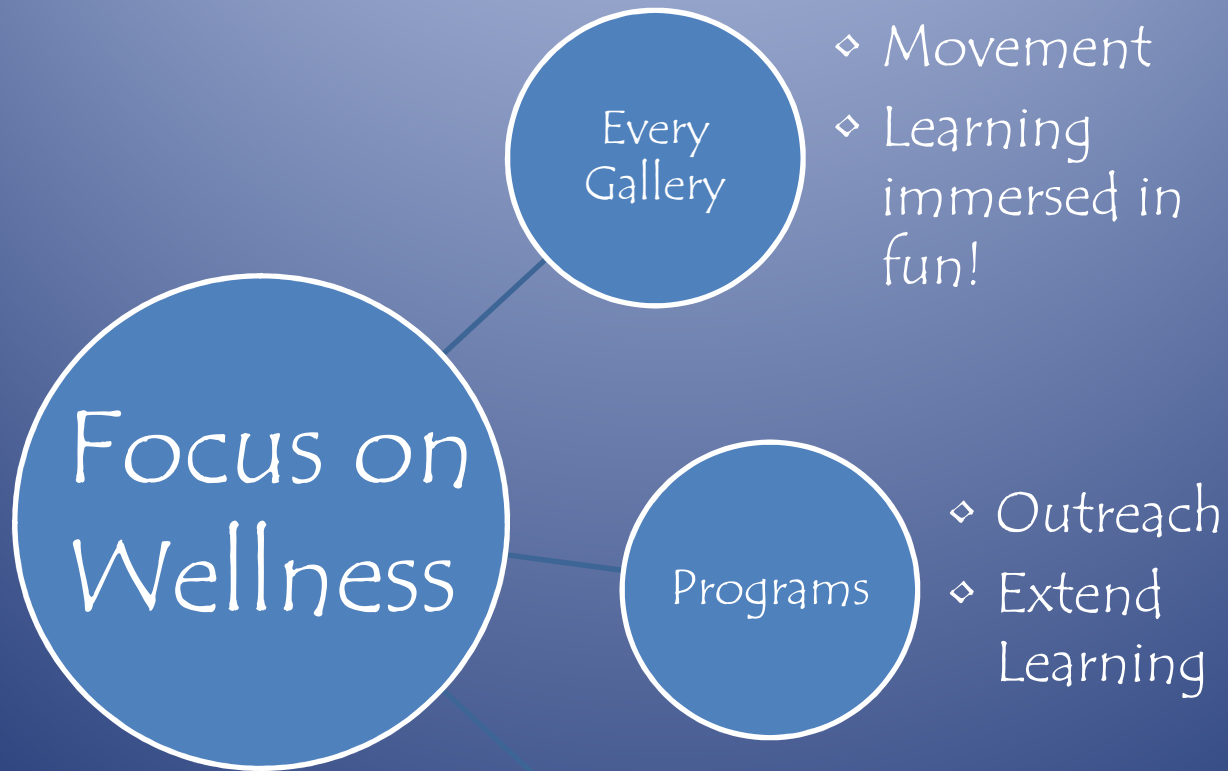 Every
Gallery
◇ Movement
◇ Learning
immersed in
fun!
Focus on
Wellness
Programs
◇ Outreach
◇ Extend
Learning